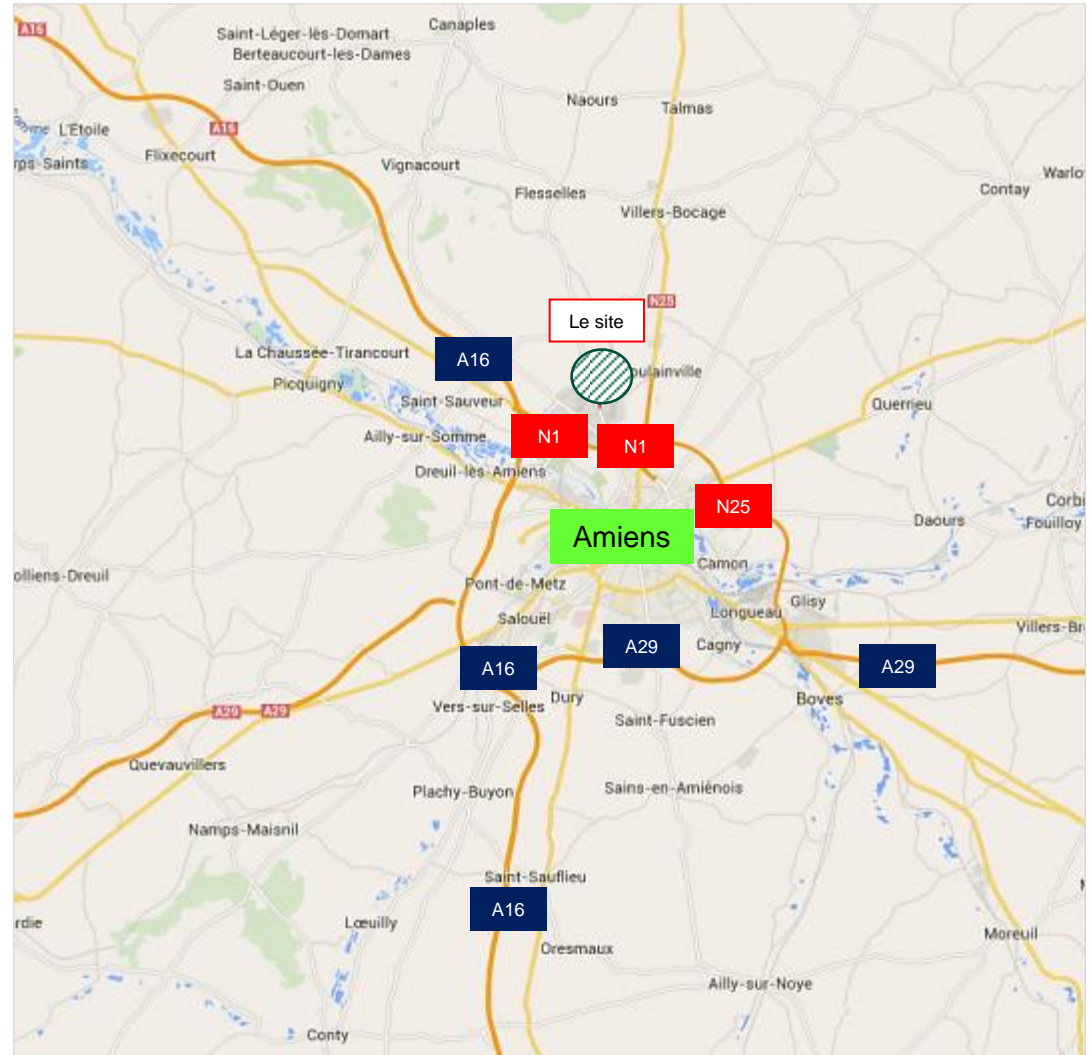 Canaples
A16
Saint-Léger-lès-Domart
Berteaucourt-les-Dames
Saint-Ouen
Naours
Talmas
L'Etoile
A16
Flixecourt
rps-Saints
Vignacourt
Warlo
Flesselles
Contay
Villers-Bocage
N25
Le site
La Chaussée-Tirancourt
A16
oulainville
Picquigny
Saint-Sauveur
Querrieu
Ailly-sur-Somme
N1
N1
Dreuil-lès-Amiens
N25
Corbi
Daours
Fouilloy
Amiens
Camon
olliens-Dreuil
Pont-de-Metz
Glisy
Longueau
Salouël
Villers-Br
A29
Cagny
A16
A29
Vers-sur-Selles
Dury
Boves
A29
A29
Saint-Fuscien
Quevauvillers
Plachy-Buyon
Sains-en-Amiénois
Namps-Maisnil
Saint-Sauflieu
A16
rdie
Lœuilly
Moreuil
Oresmaux
Ailly-sur-Noye
Conty